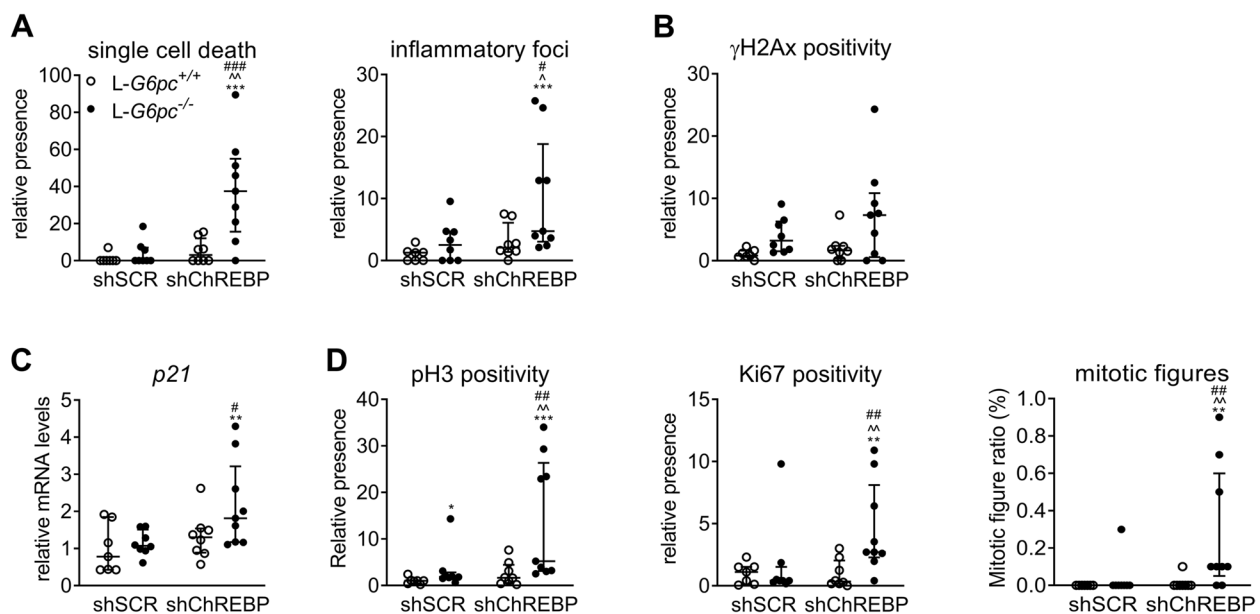 A
single cell death
###
^^
***
L-G6pc+/+
L-G6pc-/-
relative presence
100
80
60
40
20
0
shSCR shChREBP
inflammatory foci
#
^
***
relative presence
30
20
10
0
shSCR shChREBP
B
γH2Ax positivity
relative presence
30
20
10
0
shSCR shChREBP
C
p21
#
**
relative mRNA levels
5
4
3
2
1
0
shSCR shChREBP
D
pH3 positivity
##
^^
***
*
Relative presence
40
30
20
10
0
shSCR shChREBP
Ki67 positivity
##
^^
**
relative presence
15
10
5
0
shSCR shChREBP
mitotic figures
##
^^
**
Mitotic figure ratio (%)
1.0
0.8
0.6
0.4
0.2
0.0
shSCR shChREBP